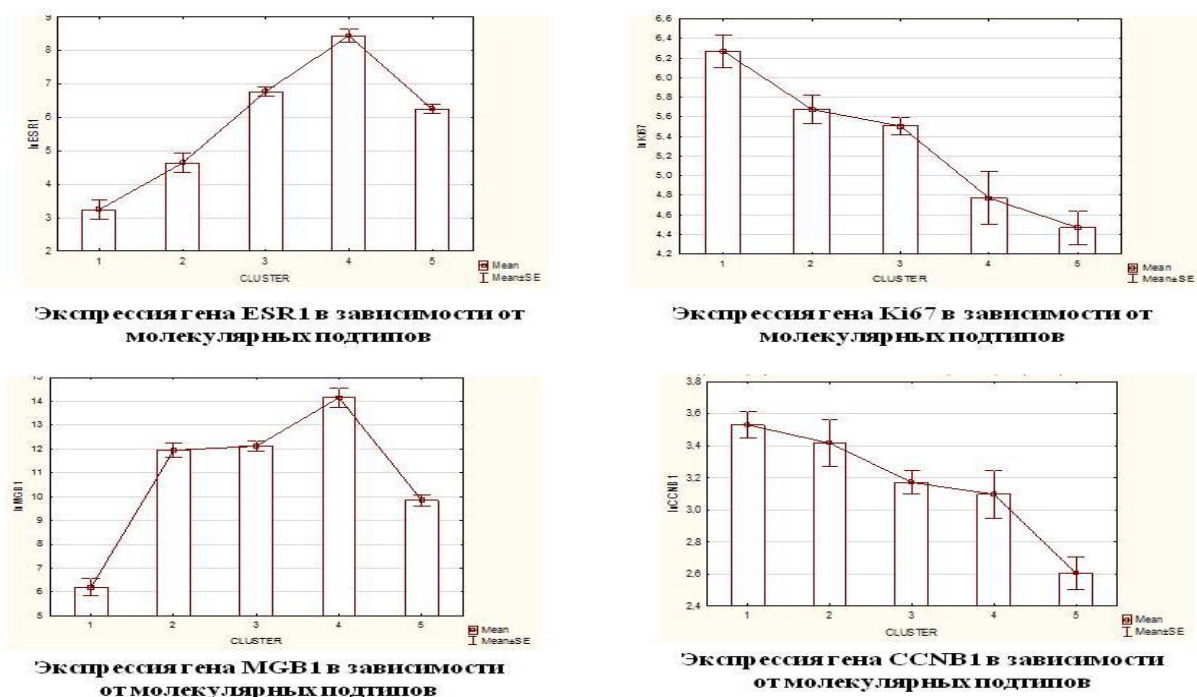 9
8
7
6
5
4
3
2
lnESR1
1 2 3 4 5
CLUSTER
Mean
Mean±SE
Экспрессия гена ESR1 в зависимости от
молекулярных подтипов
6,6
6,4
6,2
6,0
5,8
5,6
5,4
5,2
5,0
4,8
4,6
4,4
4,2
lnKi67
1 2 3 4 5
CLUSTER
Mean
Mean±SE
Экспрессия гена Ki67 в зависимости от
молекулярных подтипов
15
14
13
12
11
10
9
8
7
6
5
lnMGB1
1 2 3 4 5
CLUSTER
Mean
Mean±SE
Экспрессия гена MGB1 в зависимости
от молекулярных подтипов
3,8
3,6
3,4
3,2
3,0
2,8
2,6
2,4
lnCCNB1
1 2 3 4 5
CLUSTER
Mean
Mean±SE
Экспрессия гена CCNB1 в зависимости
от молекулярных подтипов